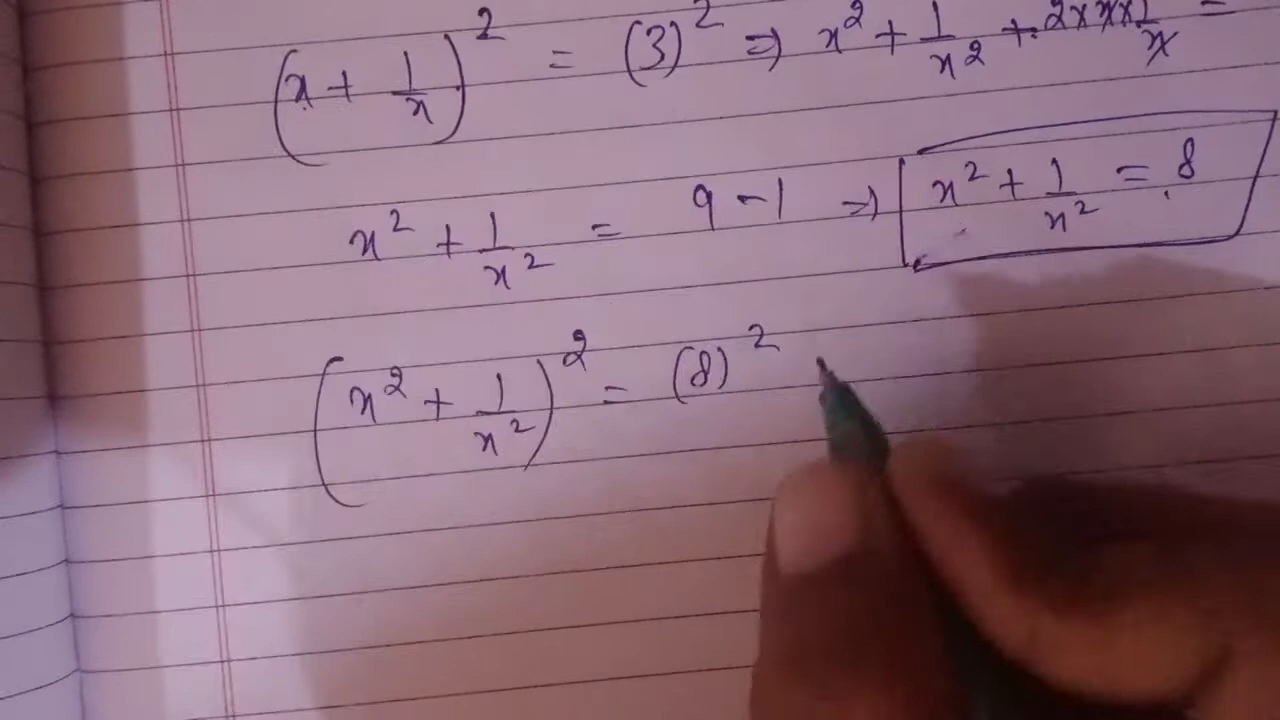 (x + 1/x)² = (3)² ⇒ x² + 1/x² + 2×x×1/x =
x² + 1/x² = 9 - 1 ⇒ x² + 1/x² = 8
(x² + 1/x²)² = (8)²